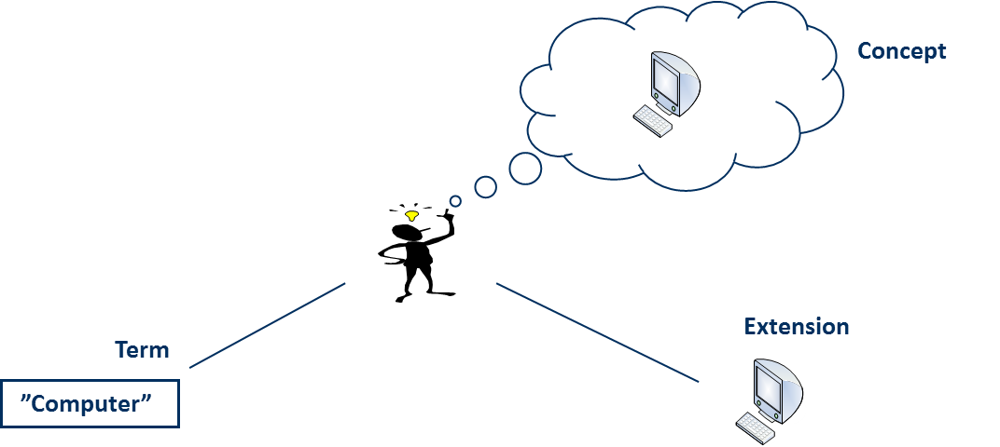 Concept
Extension
Term
”Computer”